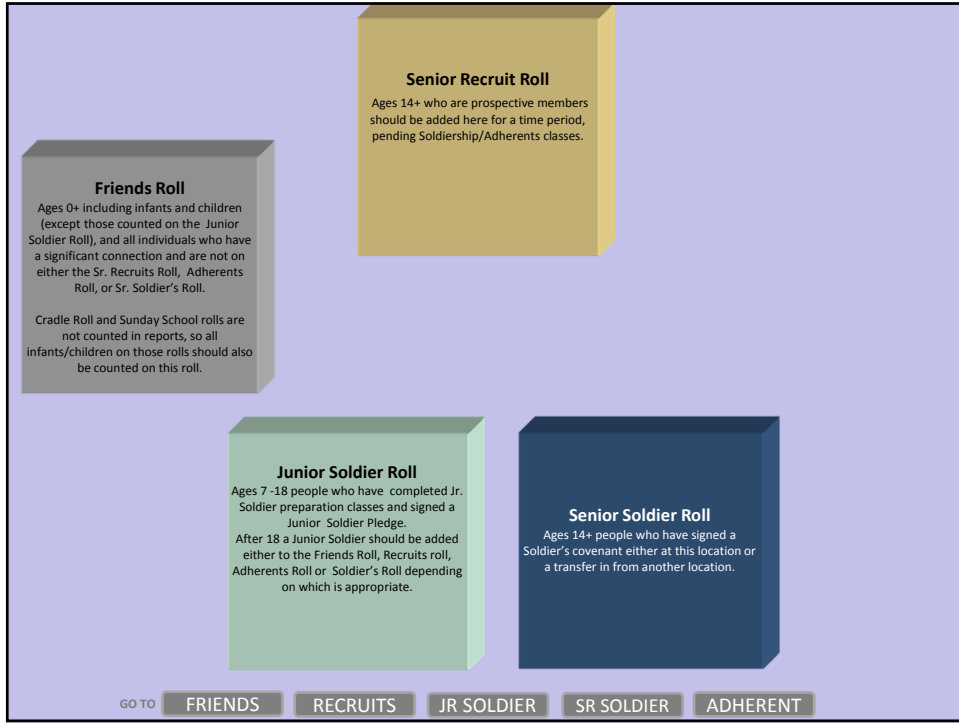 Senior Recruit Roll
Ages 14+ who are prospective members
should be added here for a time period,
pending Soldiership/Adherents classes.
Friends Roll
Ages 0+ including infants and children
(except those counted on the Junior
Soldier Roll), and all individuals who have
a significant connection and are not on
either the Sr. Recruits Roll, Adherents
Roll, or Sr. Soldier's Roll.
Cradle Roll and Sunday School rolls are
not counted in reports, so all
infants/children on those rolls should also
be counted on this roll.
Junior Soldier Roll
Ages 7 -18 people who have completed Jr.
Soldier preparation classes and signed a
Junior Soldier Pledge.
After 18 a Junior Soldier should be added
either to the Friends Roll, Recruits roll,
Adherents Roll or Soldier's Roll depending
on which is appropriate.
Senior Soldier Roll
Ages 14+ people who have signed a
Soldier's covenant either at this location or
a transfer in from another location.
GO TO FRIENDS RECRUITS JR SOLDIER SR SOLDIER ADHERENT